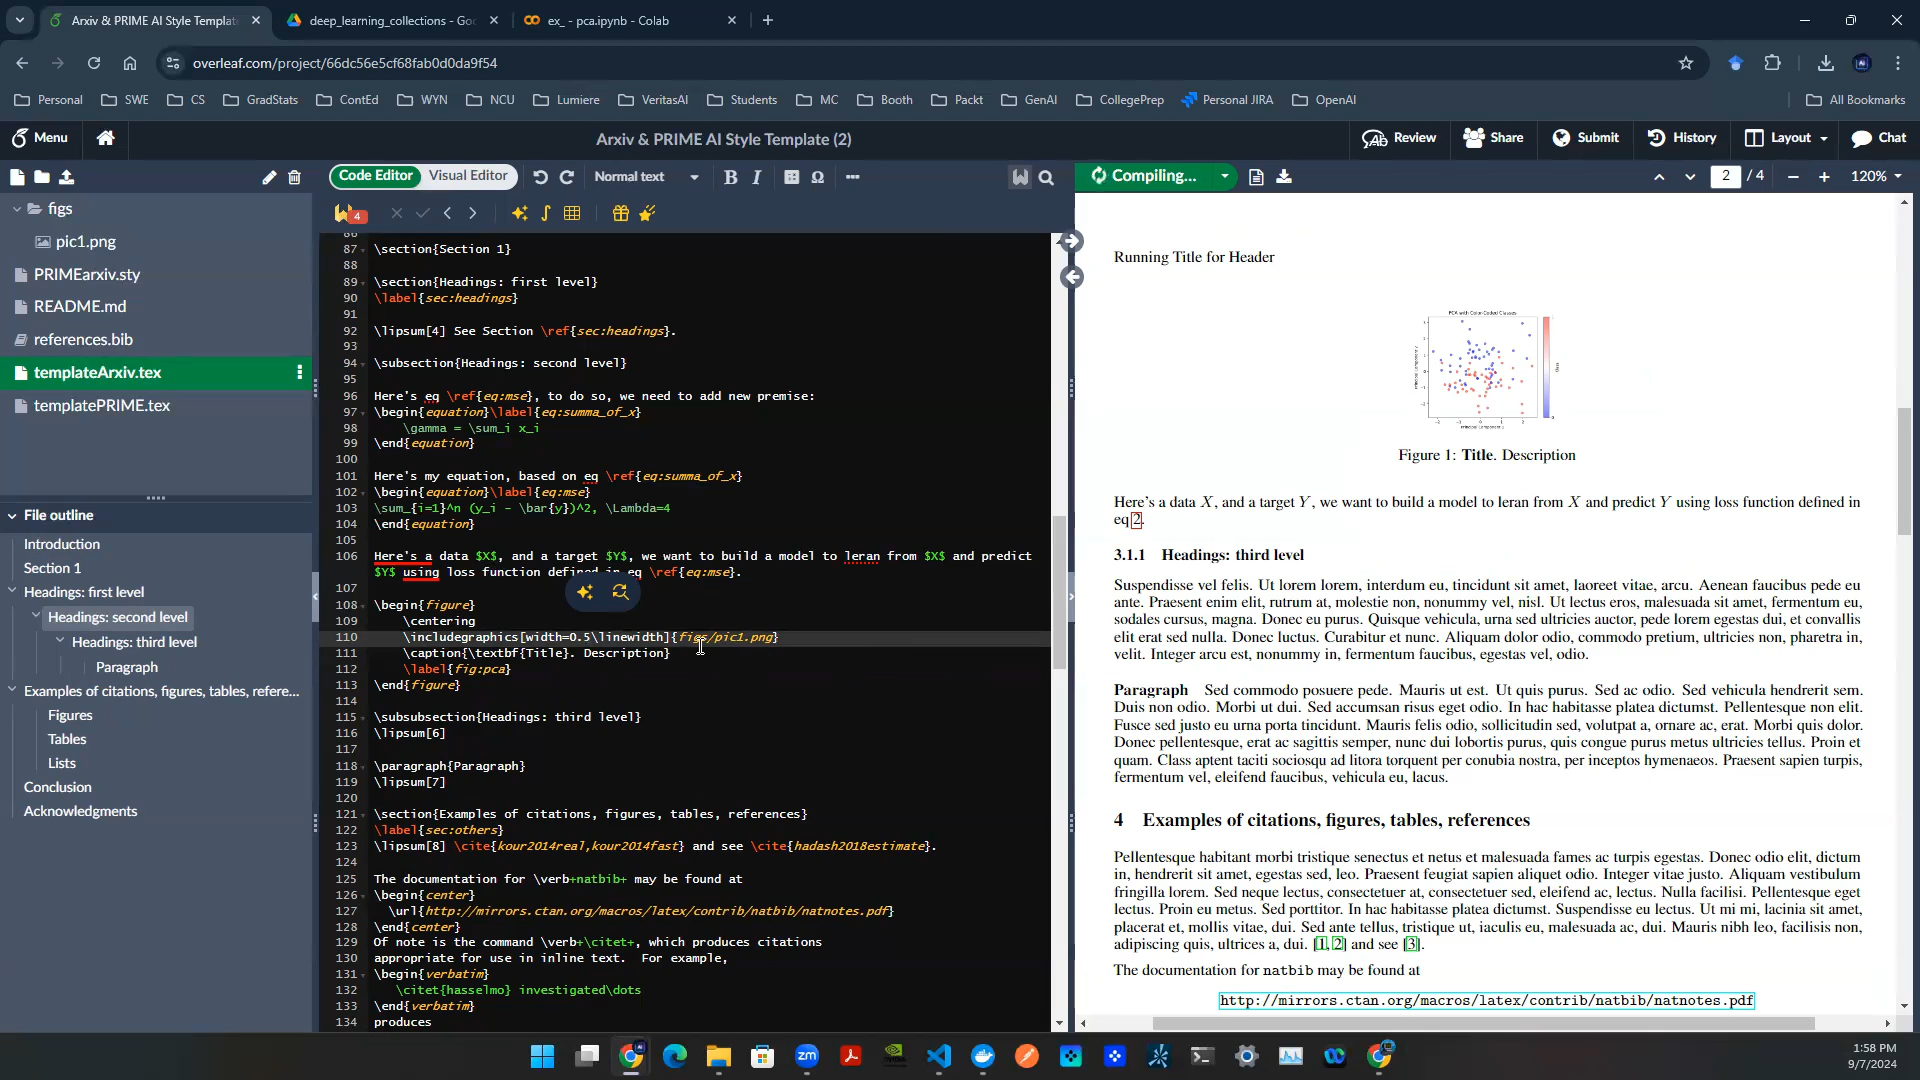 Arxiv & PRIME AI Style Template
deep_learning_collections - Goo
ex_ - pca.ipynb - Colab
overleaf.com/project/66dc56e5cf68fab0d0da9f54
Personal
SWE
CS
GradStats
ContEd
WYN
NCU
Lumiere
VeritasAI
Students
MC
Booth
Packt
GenAI
CollegePrep
Personal JIRA
OpenAI
All Bookmarks
Menu
Arxiv & PRIME AI Style Template (2)
Review
Share
Submit
History
Layout
Chat
Code Editor
Visual Editor
Normal text
B
I
Ω
Compiling...
2 / 4
120%
4
figs
pic1.png
PRIMEarxiv.sty
README.md
references.bib
templateArxiv.tex
templatePRIME.tex
File outline
Introduction
Section 1
Headings: first level
Headings: second level
Headings: third level
Paragraph
Examples of citations, figures, tables, refere...
Figures
Tables
Lists
Conclusion
Acknowledgments
86
87 \section{Section 1}
88
89 \section{Headings: first level}
90 \label{sec:headings}
91
92 \lipsum[4] See Section \ref{sec:headings}.
93
94 \subsection{Headings: second level}
95
96 Here's eq \ref{eq:mse}, to do so, we need to add new premise:
97 \begin{equation}\label{eq:summa_of_x}
98 \gamma = \sum_i x_i
99 \end{equation}
100
101 Here's my equation, based on eq \ref{eq:summa_of_x}
102 \begin{equation}\label{eq:mse}
103 \sum_{i=1}^n (y_i - \bar{y})^2, \Lambda=4
104 \end{equation}
105
106 Here's a data $X$, and a target $Y$, we want to build a model to leran from $X$ and predict
$Y$ using loss function defined in eq \ref{eq:mse}.
107
108 \begin{figure}
109 \centering
110 \includegraphics[width=0.5\linewidth]{figs/pic1.png}
111 \caption{\textbf{Title}. Description}
112 \label{fig:pca}
113 \end{figure}
114
115 \subsubsection{Headings: third level}
116 \lipsum[6]
117
118 \paragraph{Paragraph}
119 \lipsum[7]
120
121 \section{Examples of citations, figures, tables, references}
122 \label{sec:others}
123 \lipsum[8] \cite{kour2014real,kour2014fast} and see \cite{hadash2018estimate}.
124
125 The documentation for \verb+natbib+ may be found at
126 \begin{center}
127 \url{http://mirrors.ctan.org/macros/latex/contrib/natbib/natnotes.pdf}
128 \end{center}
129 Of note is the command \verb+\citet+, which produces citations
130 appropriate for use in inline text. For example,
131 \begin{verbatim}
132 \citet{hasselmo} investigated\dots
133 \end{verbatim}
134 produces
Running Title for Header
PCA with Color-Coded Classes
Principal Component 1
Figure 1: Title. Description
Here's a data X, and a target Y, we want to build a model to leran from X and predict Y using loss function defined in
eq 2.
3.1.1 Headings: third level
Suspendisse vel felis. Ut lorem lorem, interdum eu, tincidunt sit amet, laoreet vitae, arcu. Aenean faucibus pede eu
ante. Praesent enim elit, rutrum at, molestie non, nonummy vel, nisl. Ut lectus eros, malesuada sit amet, fermentum eu,
sodales cursus, magna. Donec eu purus. Quisque vehicula, urna sed ultricies auctor, pede lorem egestas dui, et convallis
elit erat sed nulla. Donec luctus. Curabitur et nunc. Aliquam dolor odio, commodo pretium, ultricies non, pharetra in,
velit. Integer arcu est, nonummy in, fermentum faucibus, egestas vel, odio.
Paragraph Sed commodo posuere pede. Mauris ut est. Ut quis purus. Sed ac odio. Sed vehicula hendrerit sem.
Duis non odio. Morbi ut dui. Sed accumsan risus eget odio. In hac habitasse platea dictumst. Pellentesque non elit.
Fusce sed justo eu urna porta tincidunt. Mauris felis odio, sollicitudin sed, volutpat a, ornare ac, erat. Morbi quis dolor.
Donec pellentesque, erat ac sagittis semper, nunc dui lobortis purus, quis congue purus metus ultricies tellus. Proin et
quam. Class aptent taciti sociosqu ad litora torquent per conubia nostra, per inceptos hymenaeos. Praesent sapien turpis,
fermentum vel, eleifend faucibus, vehicula eu, lacus.
4 Examples of citations, figures, tables, references
Pellentesque habitant morbi tristique senectus et netus et malesuada fames ac turpis egestas. Donec odio elit, dictum
in, hendrerit sit amet, egestas sed, leo. Praesent feugiat sapien aliquet odio. Integer vitae justo. Aliquam vestibulum
fringilla lorem. Sed neque lectus, consectetuer at, consectetuer sed, eleifend ac, lectus. Nulla facilisi. Pellentesque eget
lectus. Proin eu metus. Sed porttitor. In hac habitasse platea dictumst. Suspendisse eu lectus. Ut mi mi, lacinia sit amet,
placerat et, mollis vitae, dui. Sed ante tellus, tristique ut, iaculis eu, malesuada ac, dui. Mauris nibh leo, facilisis non,
adipiscing quis, ultrices a, dui. [1, 2] and see [3].
The documentation for natbib may be found at
http://mirrors.ctan.org/macros/latex/contrib/natbib/natnotes.pdf
1:58 PM
9/7/2024